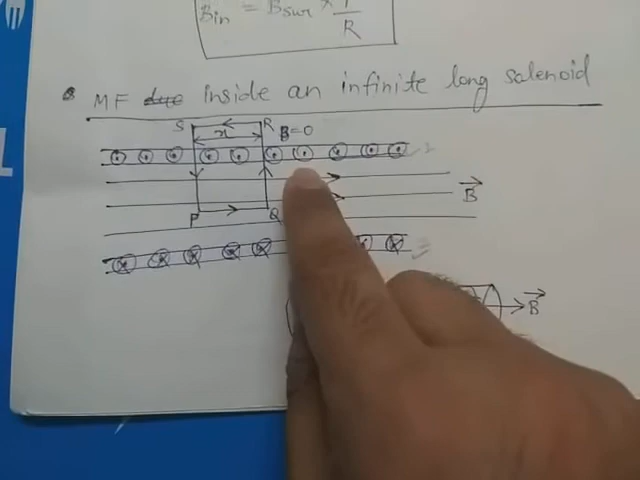 Bin = Bsur × r/R
MF due Inside an infinite long solenoid
S R
x B=0
B
P Q
B